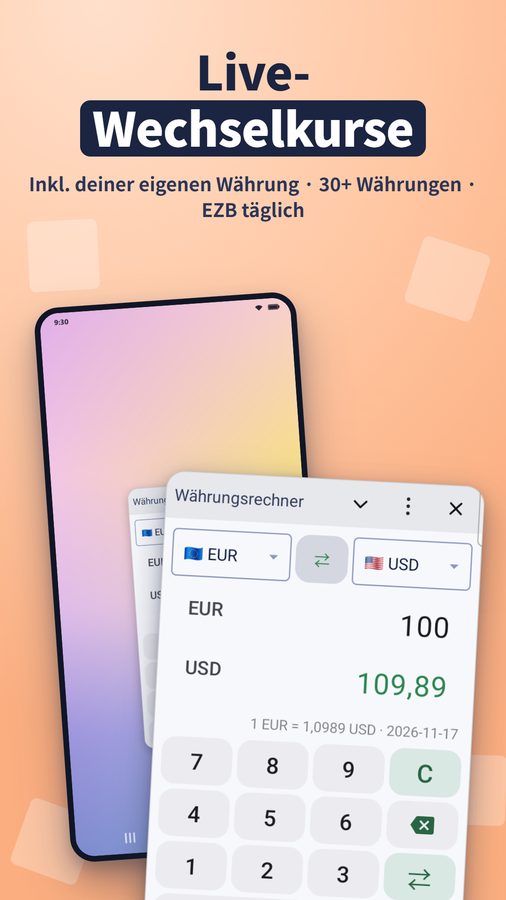 Live-
Wechselkurse
Inkl. deiner eigenen Währung · 30+ Währungen ·
EZB täglich
9:30
Währungsrechner
EUR
USD
EUR
100
USD
109,89
1 EUR = 1,0989 USD · 2026-11-17
7 8 9 C
4 5 6
1 2 3